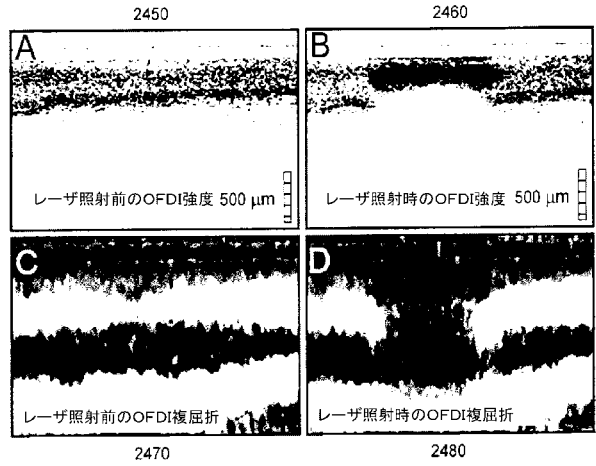 2450
2460
A
B
レーザ照射前のOFDI強度 500 μm
レーザ照射時のOFDI強度 500 μm
C
D
レーザ照射前のOFDI複屈折
レーザ照射時のOFDI複屈折
2470
2480